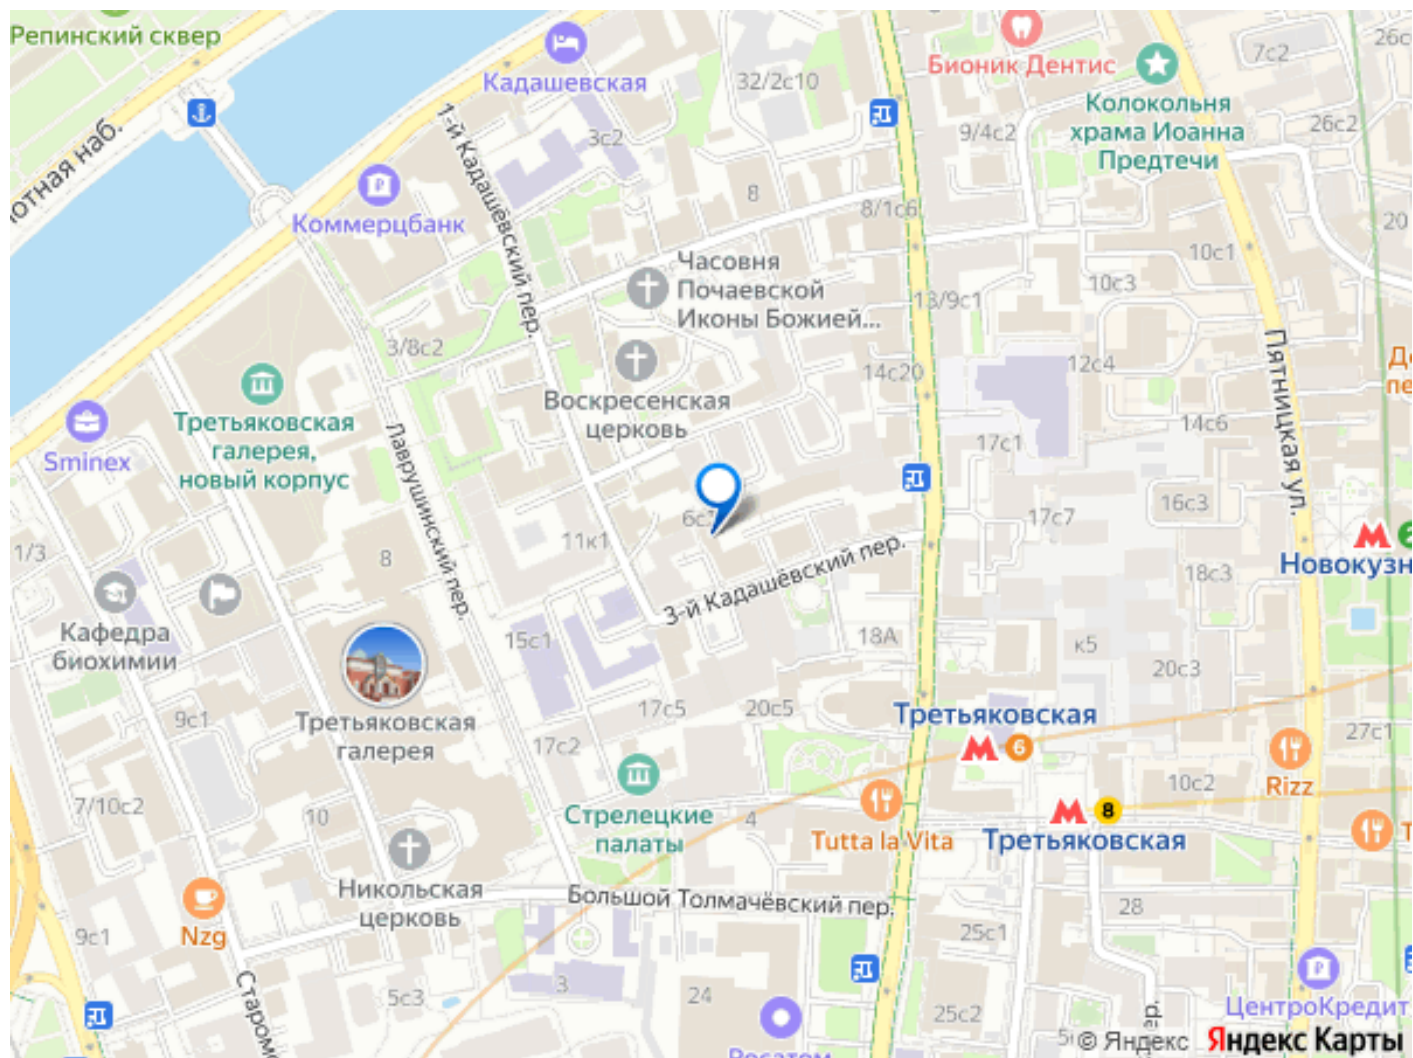 Репинский сквер
Кадашевская
32/2с10
Бионик Дентис
7с2
Колокольня
храма Иоанна
Предтечи
26с2
9/4с2
3с2
1-й Кадашёвский пер.
Коммерцбанк
8
8/1с6
20
10с1
10с3
Часовня
Почаевской
Иконы Божией...
13/9с1
3/8с2
12с4
14с20
Пятницкая ул.
Третьяковская
галерея,
новый корпус
Воскресенская
церковь
14с6
17с1
Sminex
Лаврушинский пер.
16с3
17с7
11к1
8
1/3
3-й Кадашёвский пер.
18с3
Кафедра
биохимии
15с1
18А
к5
20с3
Третьяковская
галерея
9с1
17с5
20с5
Третьяковская
6
17с2
27с1
Rizz
10с2
7/10с2
10
Стрелецкие
палаты
4
Tutta la Vita
8
Третьяковская
Никольская
церковь
Большой Толмачёвский пер.
28
Nzg
9с1
25с1
3
5с3
24
25с2
ЦентроКредит
© Яндекс
Яндекс Карты